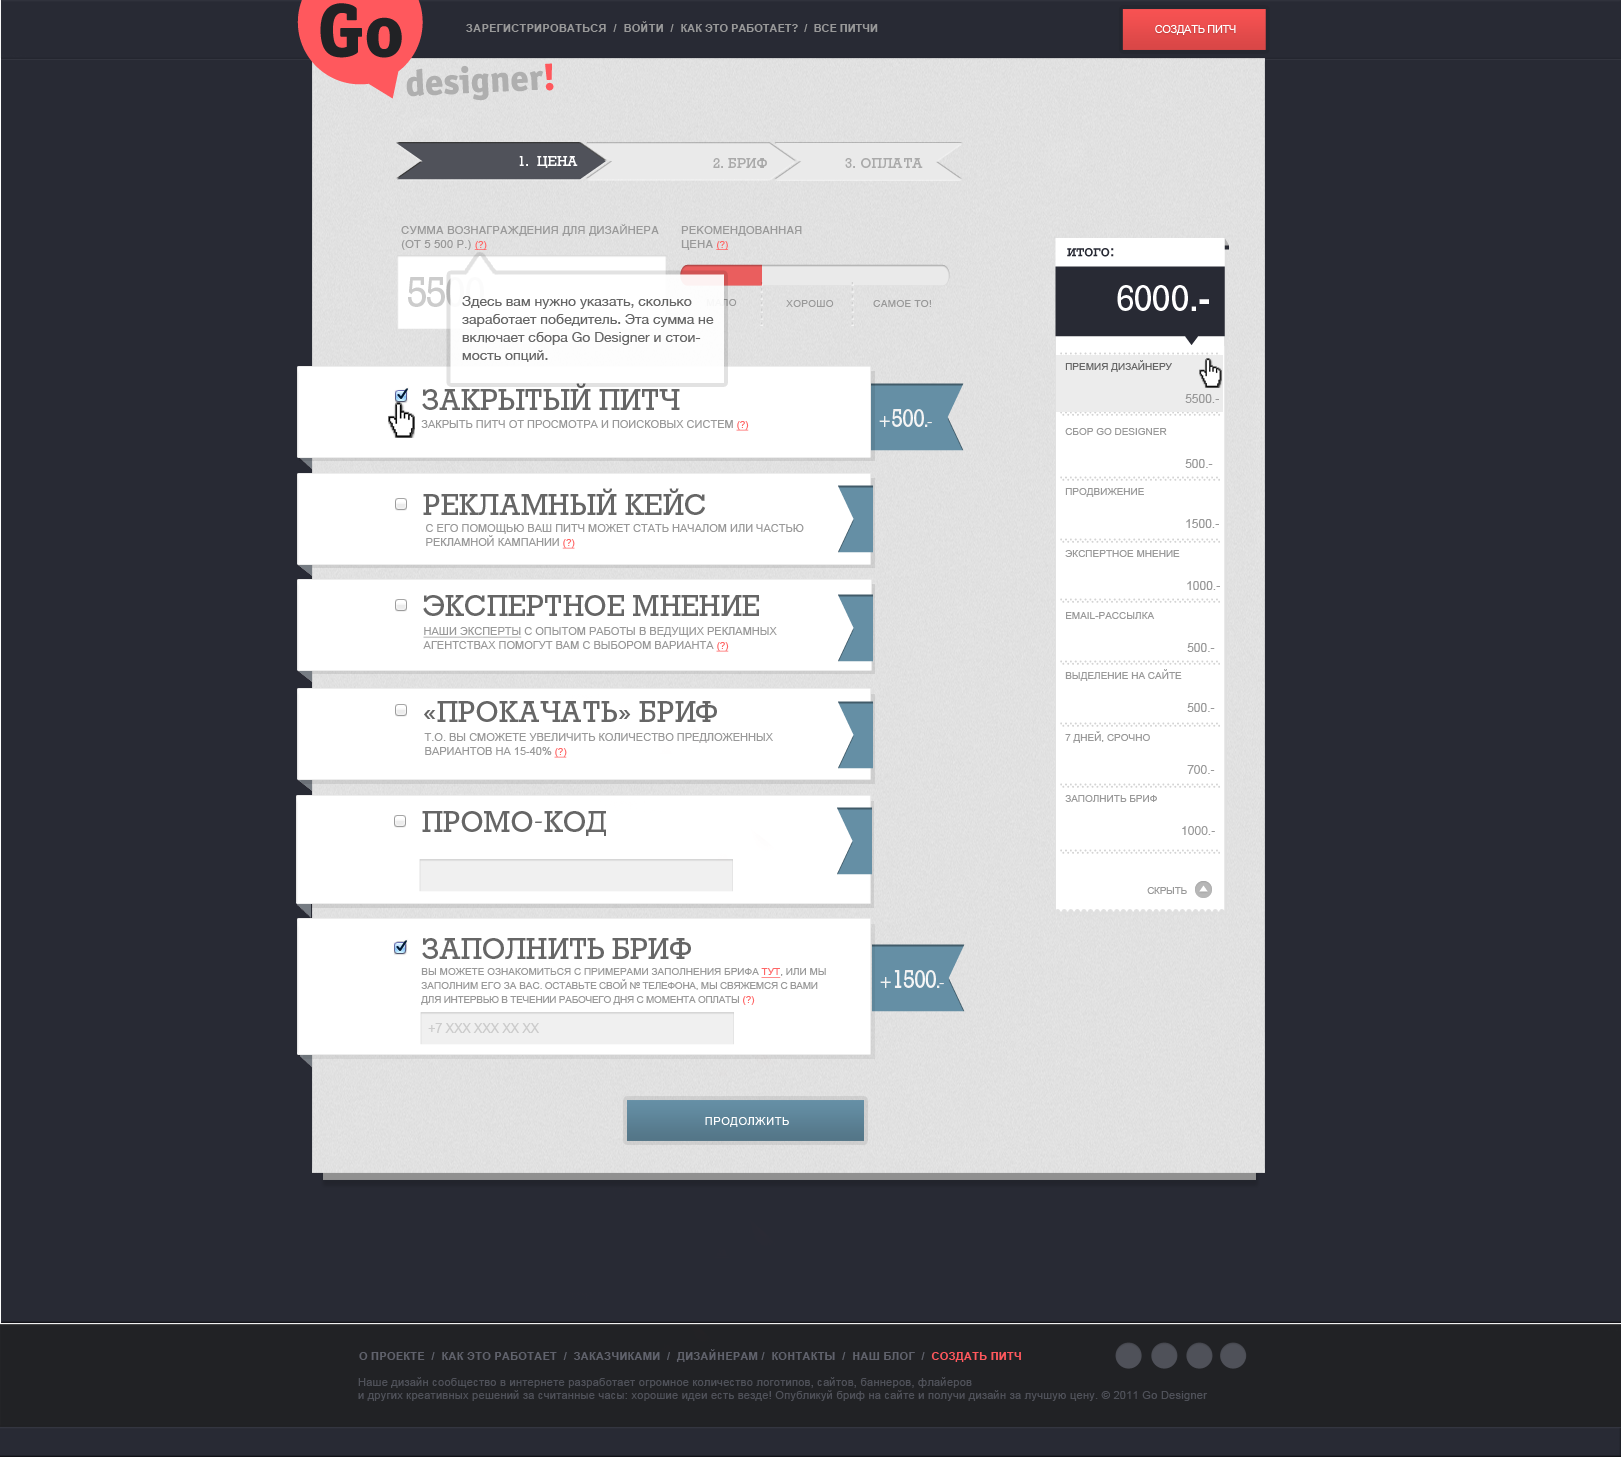 Go
designer!
ЗАРЕГИСТРИРОВАТЬСЯ / ВОЙТИ / КАК ЭТО РАБОТАЕТ? / ВСЕ ПИТЧИ
СОЗДАТЬ ПИТЧ
1. ЦЕНА
2. БРИФ
3. ОПЛАТА
СУММА ВОЗНАГРАЖДЕНИЯ ДЛЯ ДИЗАЙНЕРА
(ОТ 5 500 Р.) (?)
5500
РЕКОМЕНДОВАННАЯ
ЦЕНА (?)
ХОРОШО
САМОЕ ТО!
Здесь вам нужно указать, сколько
заработает победитель. Эта сумма не
включает сбора Go Designer и стои-
мость опций.
ЗАКРЫТЫЙ ПИТЧ
ЗАКРЫТЬ ПИТЧ ОТ ПРОСМОТРА И ПОИСКОВЫХ СИСТЕМ (?)
+500.-
РЕКЛАМНЫЙ КЕЙС
С ЕГО ПОМОЩЬЮ ВАШ ПИТЧ МОЖЕТ СТАТЬ НАЧАЛОМ ИЛИ ЧАСТЬЮ
РЕКЛАМНОЙ КАМПАНИИ (?)
ЭКСПЕРТНОЕ МНЕНИЕ
НАШИ ЭКСПЕРТЫ С ОПЫТОМ РАБОТЫ В ВЕДУЩИХ РЕКЛАМНЫХ
АГЕНТСТВАХ ПОМОГУТ ВАМ С ВЫБОРОМ ВАРИАНТА (?)
«ПРОКАЧАТЬ» БРИФ
Т.О. ВЫ СМОЖЕТЕ УВЕЛИЧИТЬ КОЛИЧЕСТВО ПРЕДЛОЖЕННЫХ
ВАРИАНТОВ НА 15-40% (?)
ПРОМО-КОД
ЗАПОЛНИТЬ БРИФ
ВЫ МОЖЕТЕ ОЗНАКОМИТЬСЯ С ПРИМЕРАМИ ЗАПОЛНЕНИЯ БРИФА ТУТ, ИЛИ МЫ
ЗАПОЛНИМ ЕГО ЗА ВАС. ОСТАВЬТЕ СВОЙ № ТЕЛЕФОНА, МЫ СВЯЖЕМСЯ С ВАМИ
ДЛЯ ИНТЕРВЬЮ В ТЕЧЕНИИ РАБОЧЕГО ДНЯ С МОМЕНТА ОПЛАТЫ (?)
+7 XXX XXX XX XX
+1500.-
ПРОДОЛЖИТЬ
ИТОГО:
6000.-
ПРЕМИЯ ДИЗАЙНЕРУ
5500.-
СБОР GO DESIGNER
500.-
ПРОДВИЖЕНИЕ
1500.-
ЭКСПЕРТНОЕ МНЕНИЕ
1000.-
EMAIL-РАССЫЛКА
500.-
ВЫДЕЛЕНИЕ НА САЙТЕ
500.-
7 ДНЕЙ, СРОЧНО
700.-
ЗАПОЛНИТЬ БРИФ
1000.-
СКРЫТЬ
О ПРОЕКТЕ / КАК ЭТО РАБОТАЕТ / ЗАКАЗЧИКАМИ / ДИЗАЙНЕРАМ / КОНТАКТЫ / НАШ БЛОГ / СОЗДАТЬ ПИТЧ
Наше дизайн сообщество в интернете разработает огромное количество логотипов, сайтов, баннеров, флайеров
и других креативных решений за считанные часы: хорошие идеи есть везде! Опубликуй бриф на сайте и получи дизайн за лучшую цену. © 2011 Go Designer